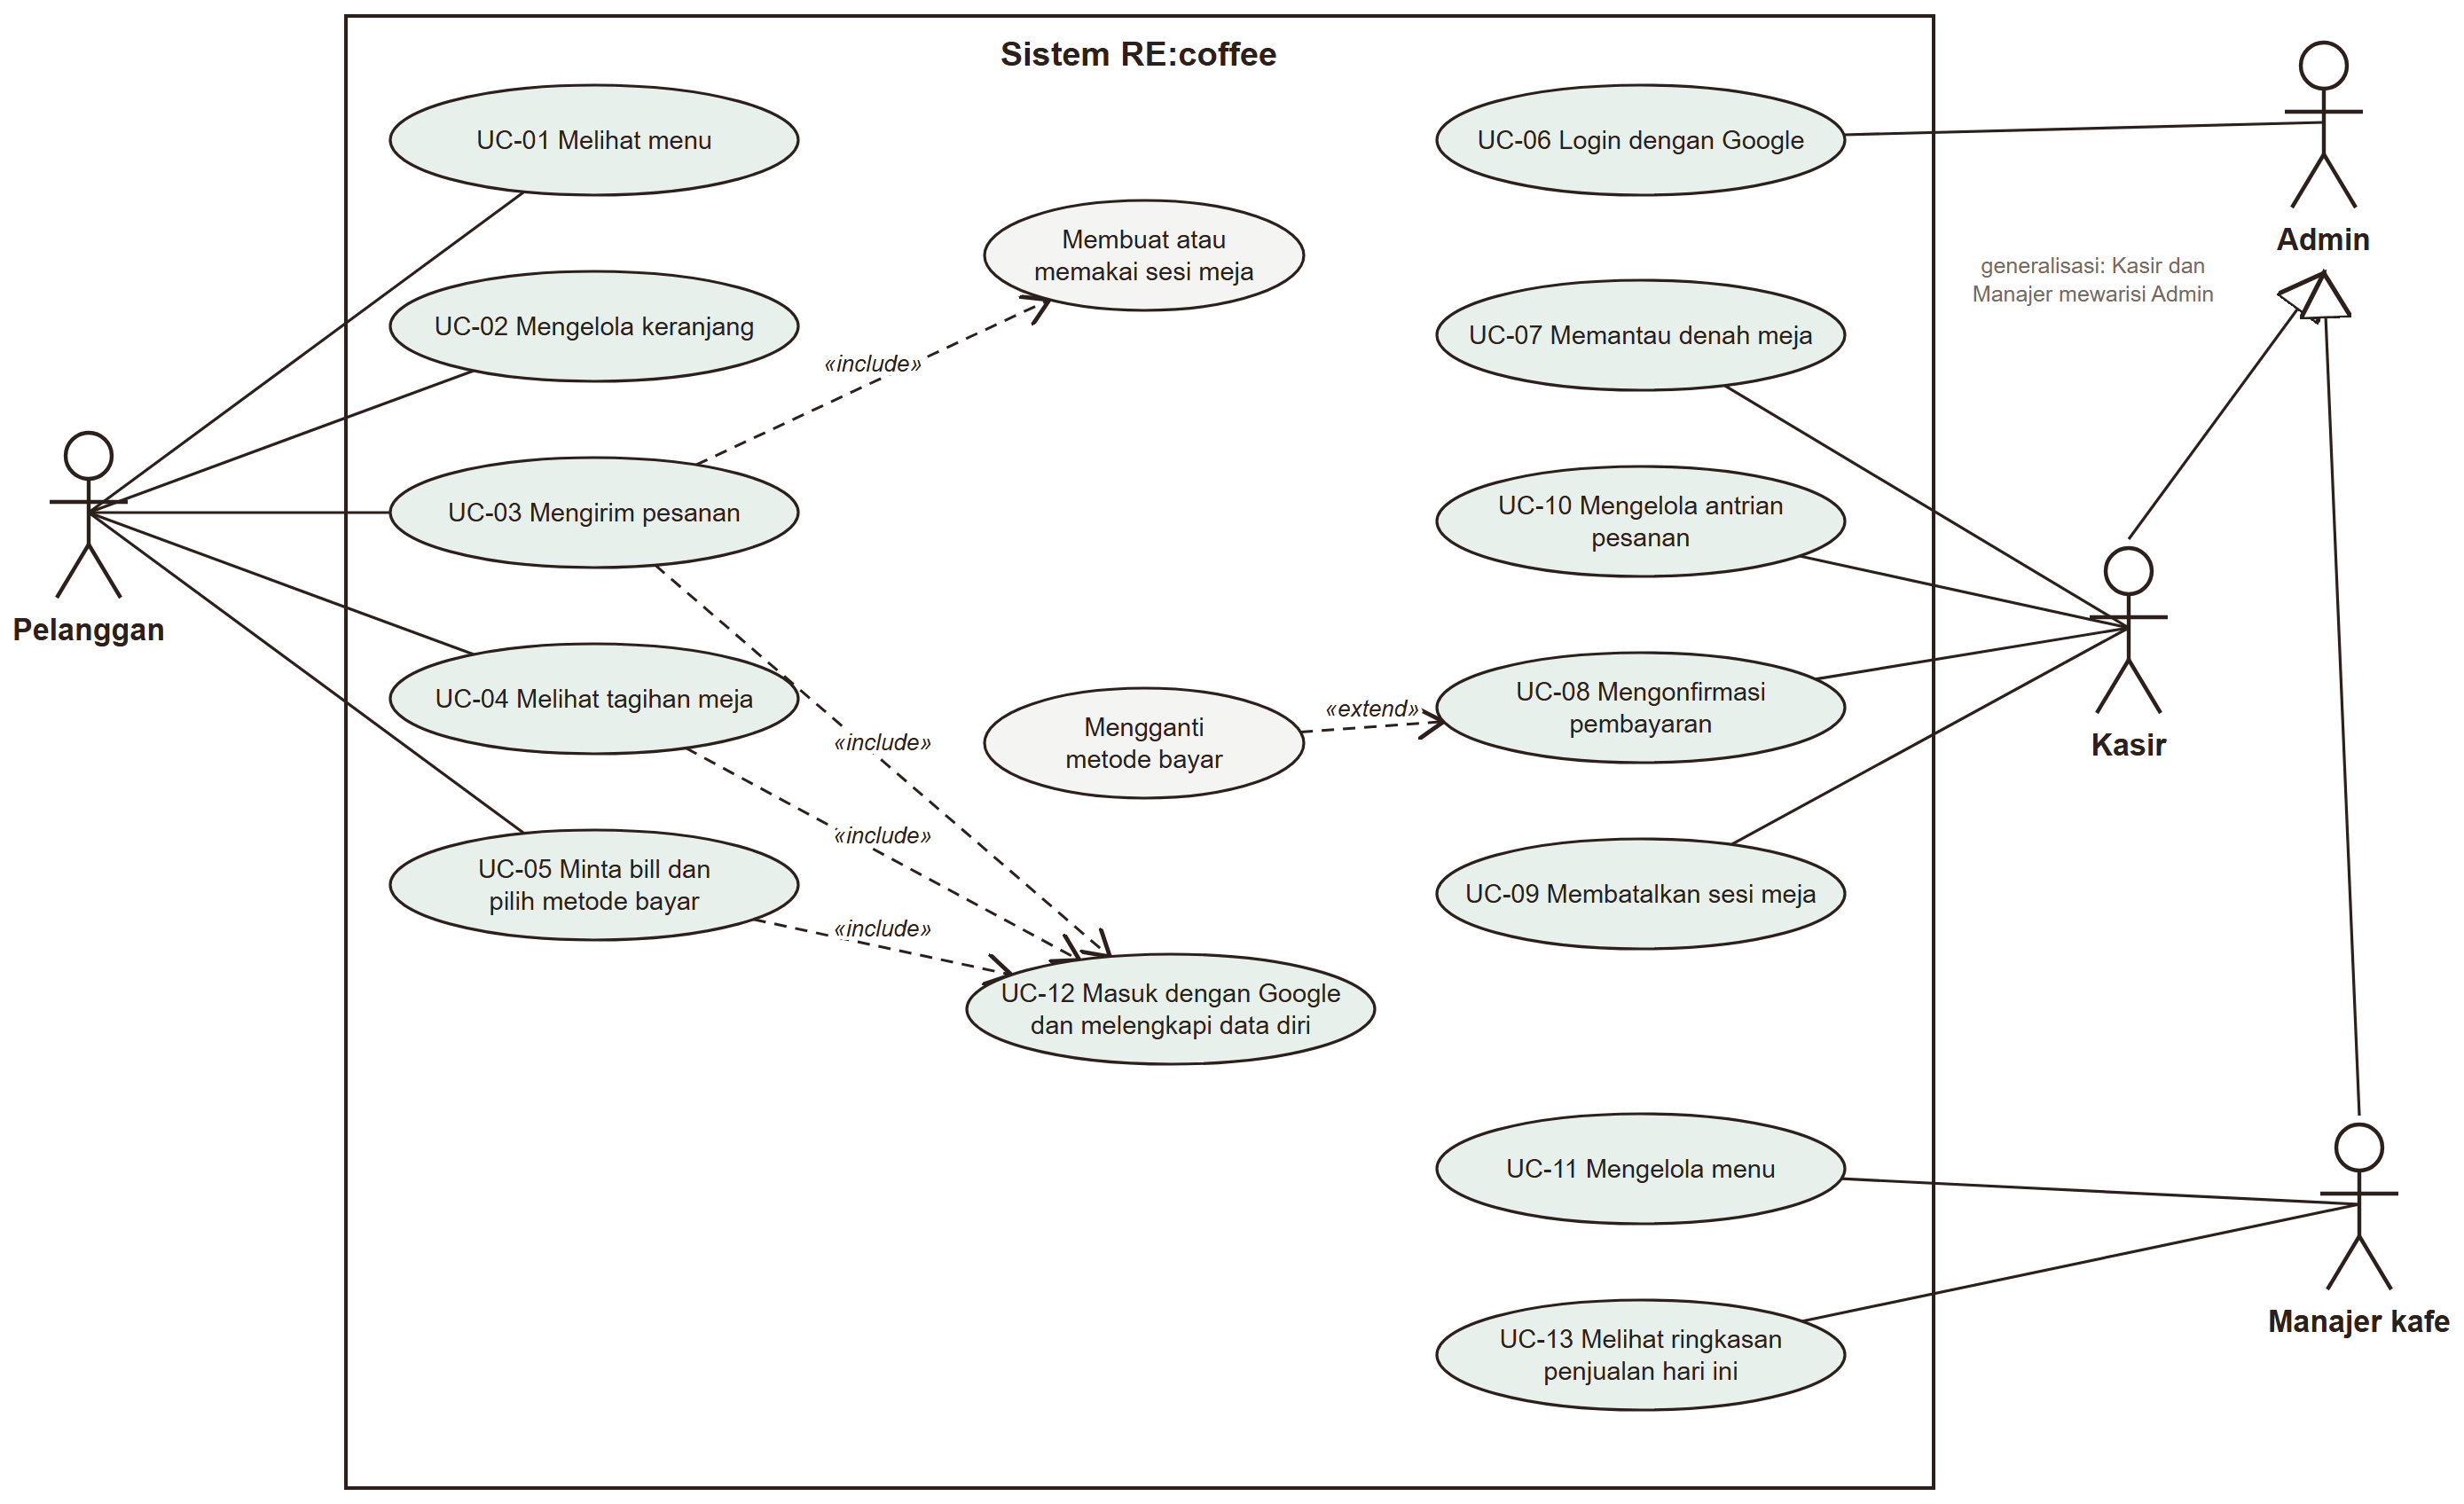 Sistem RE:coffee
UC-01 Melihat menu
UC-02 Mengelola keranjang
UC-03 Mengirim pesanan
UC-04 Melihat tagihan meja
UC-05 Minta bill dan
pilih metode bayar
Pelanggan
Membuat atau
memakai sesi meja
«include»
«include»
«include»
«include»
Mengganti
metode bayar
«extend»
UC-12 Masuk dengan Google
dan melengkapi data diri
UC-06 Login dengan Google
UC-07 Memantau denah meja
UC-10 Mengelola antrian
pesanan
UC-08 Mengonfirmasi
pembayaran
UC-09 Membatalkan sesi meja
UC-11 Mengelola menu
UC-13 Melihat ringkasan
penjualan hari ini
Admin
generalisasi: Kasir dan
Manajer mewarisi Admin
Kasir
Manajer kafe